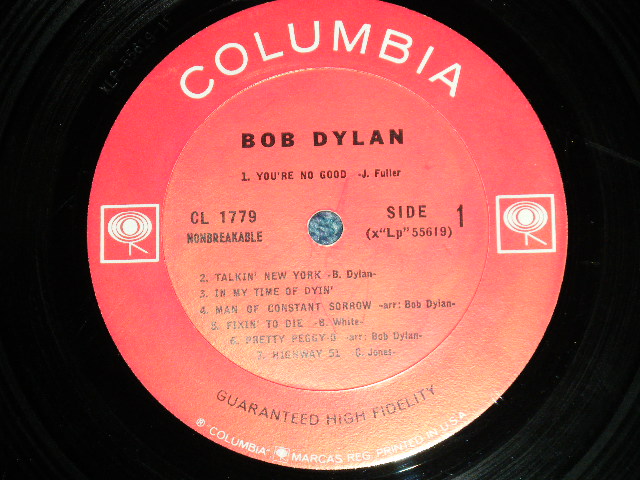 COLUMBIA
BOB DYLAN
1. YOU'RE NO GOOD -J. Fuller
CL 1779
NONBREAKABLE
SIDE 1
(x"Lp"55619)
2. TALKIN' NEW YORK -B. Dylan-
3. IN MY TIME OF DYIN'
4. MAN OF CONSTANT SORROW -arr: Bob Dylan-
5. FIXIN' TO DIE -B. White-
6. PRETTY PEGGY-O -arr: Bob Dylan-
7. HIGHWAY 51 C. Jones-
GUARANTEED HIGH FIDELITY
® "COLUMBIA" MARCAS REG. PRINTED IN U.S.A.